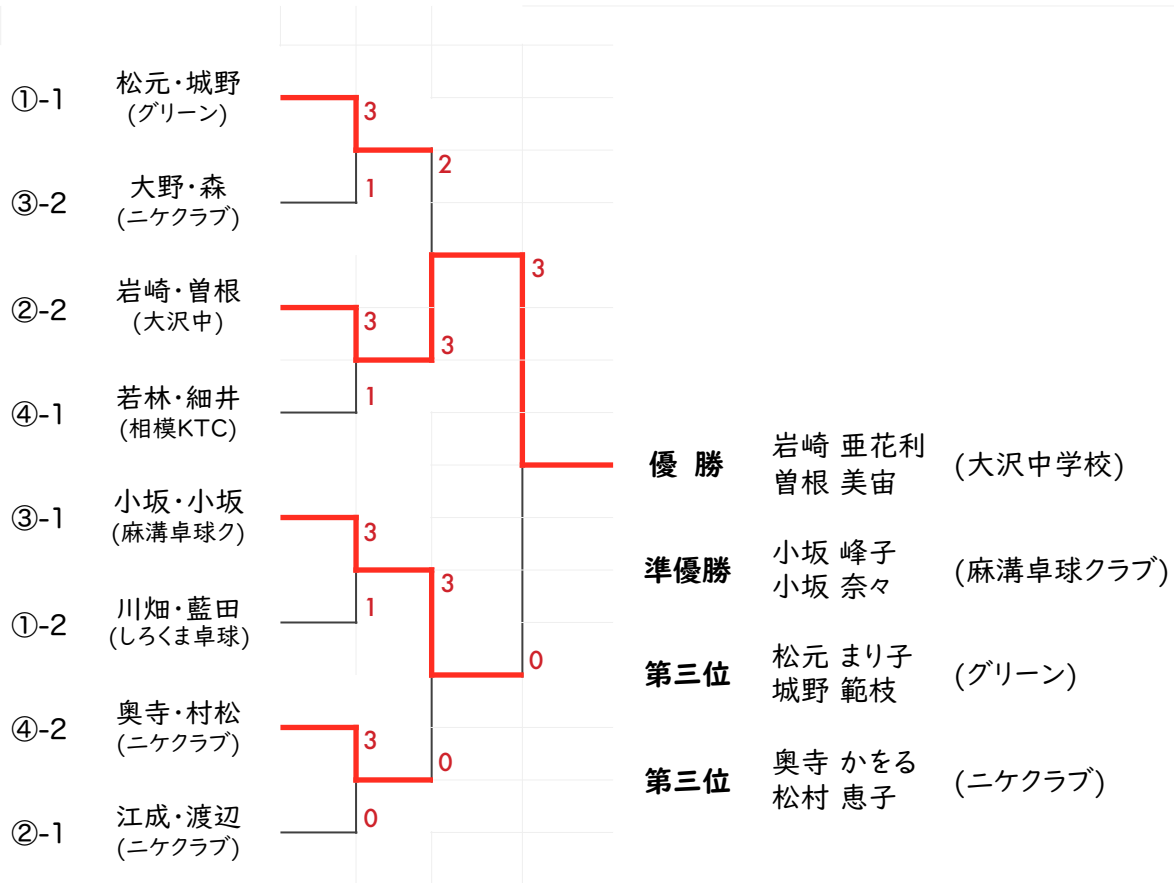 ①-1
松元・城野
(グリーン)
3
2
③-2
大野・森
(ニケクラブ)
1
②-2
岩崎・曽根
(大沢中)
3
3
3
④-1
若林・細井
(相模KTC)
1
③-1
小坂・小坂
(麻溝卓球ク)
3
3
①-2
川畑・藍田
(しろくま卓球)
1
0
④-2
奥寺・村松
(ニケクラブ)
3
0
②-1
江成・渡辺
(ニケクラブ)
0
優 勝 岩崎 亜花利
曽根 美宙
(大沢中学校)
準優勝 小坂 峰子
小坂 奈々
(麻溝卓球クラブ)
第三位 松元 まり子
城野 範枝
(グリーン)
第三位 奥寺 かをる
松村 恵子
(ニケクラブ)